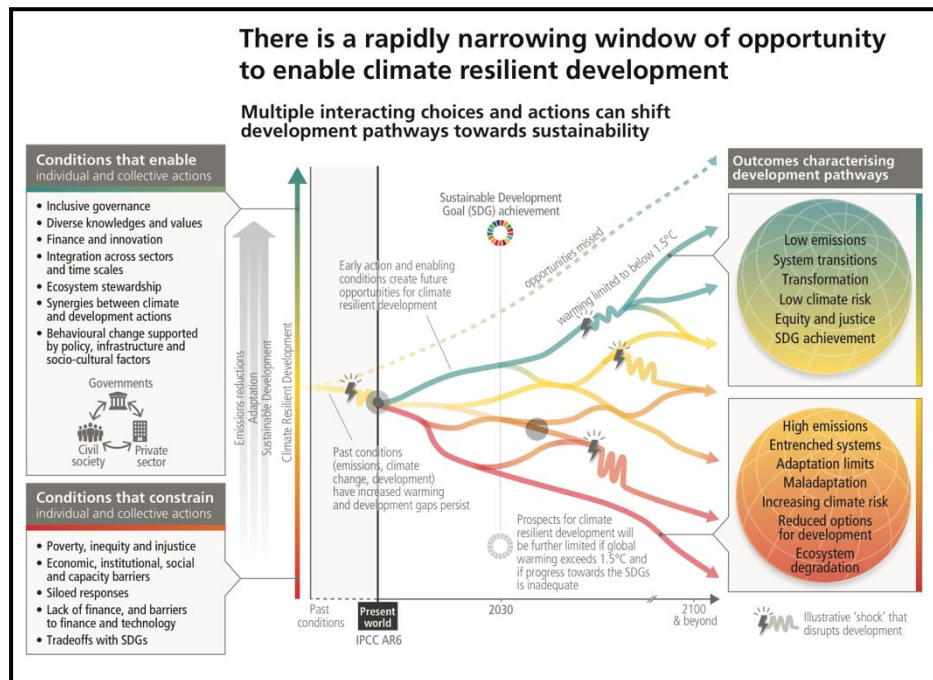 There is a rapidly narrowing window of opportunity
to enable climate resilient development
Multiple interacting choices and actions can shift
development pathways towards sustainability
Conditions that enable
individual and collective actions
• Inclusive governance
• Diverse knowledges and values
• Finance and innovation
• Integration across sectors
and time scales
• Ecosystem stewardship
• Synergies between climate
and development actions
• Behavioural change supported
by policy, infrastructure and
socio-cultural factors
Governments
Civil
society
Private
sector
Conditions that constrain
individual and collective actions
• Poverty, inequity and injustice
• Economic, institutional, social
and capacity barriers
• Siloed responses
• Lack of finance, and barriers
to finance and technology
• Tradeoffs with SDGs
Emissions reductions
Adaptation
Sustainable Development
Climate Resilient Development
Sustainable Development
Goal (SDG) achievement
Early action and enabling
conditions create future
opportunities for climate
resilient development
opportunities missed
warming limited to below 1.5°C
Past conditions
(emissions, climate
change, development)
have increased warming
and development gaps persist
Prospects for climate
resilient development will
be further limited if global
warming exceeds 1.5°C and
if progress towards the SDGs
is inadequate
Past
conditions
Present
world
IPCC AR6
2030
2100
& beyond
Outcomes characterising
development pathways
Low emissions
System transitions
Transformation
Low climate risk
Equity and justice
SDG achievement
High emissions
Entrenched systems
Adaptation limits
Maladaptation
Increasing climate risk
Reduced options
for development
Ecosystem
degradation
Illustrative 'shock' that
disrupts development